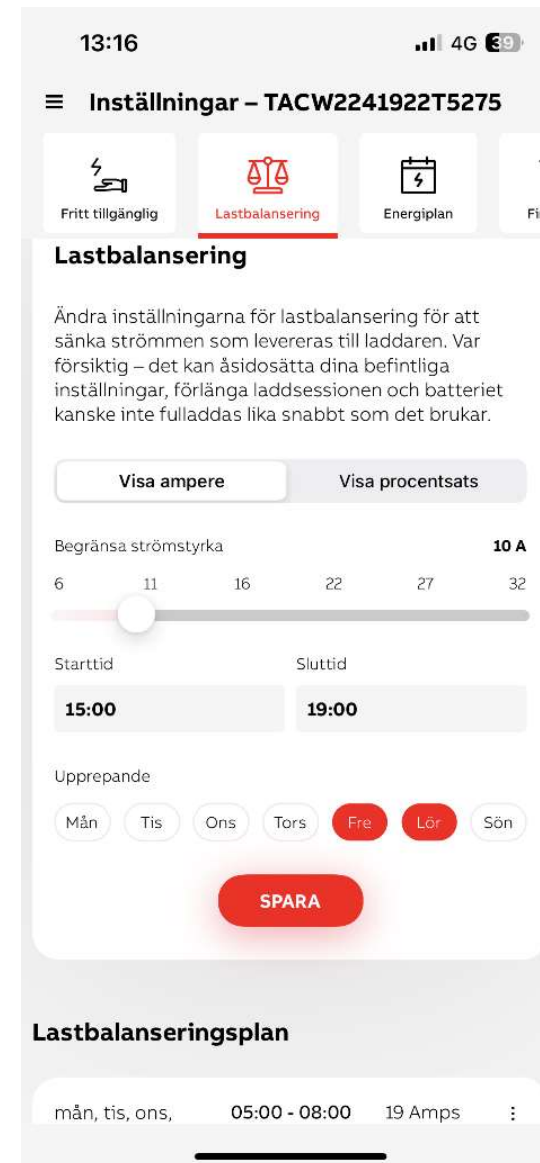 13:16 4G 39
Inställningar – TACW2241922T5275
Fritt tillgänglig Lastbalansering Energiplan Fi
Lastbalansering
Ändra inställningarna för lastbalansering för att
sänka strömmen som levereras till laddaren. Var
försiktig – det kan åsidosätta dina befintliga
inställningar, förlänga laddsessionen och batteriet
kanske inte fulladdas lika snabbt som det brukar.
Visa ampere Visa procentsats
Begränsa strömstyrka 10 A
6 11 16 22 27 32
Starttid Sluttid
15:00 19:00
Upprepande
Mån Tis Ons Tors Fre Lör Sön
SPARA
Lastbalanseringsplan
mån, tis, ons, 05:00 - 08:00 19 Amps